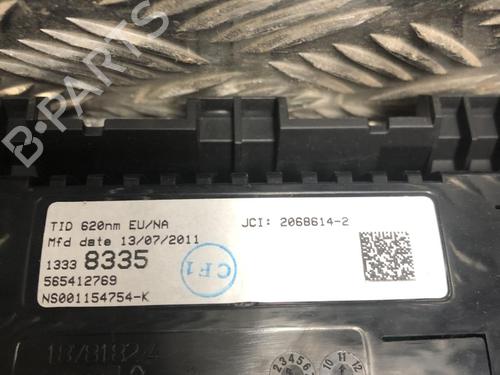 B-PARTS
TID 620nm EU/NA
JCI: 2068614-2
Mfd date 13/07/2011
1333 8335
CF1
565412769
NS001154754-K